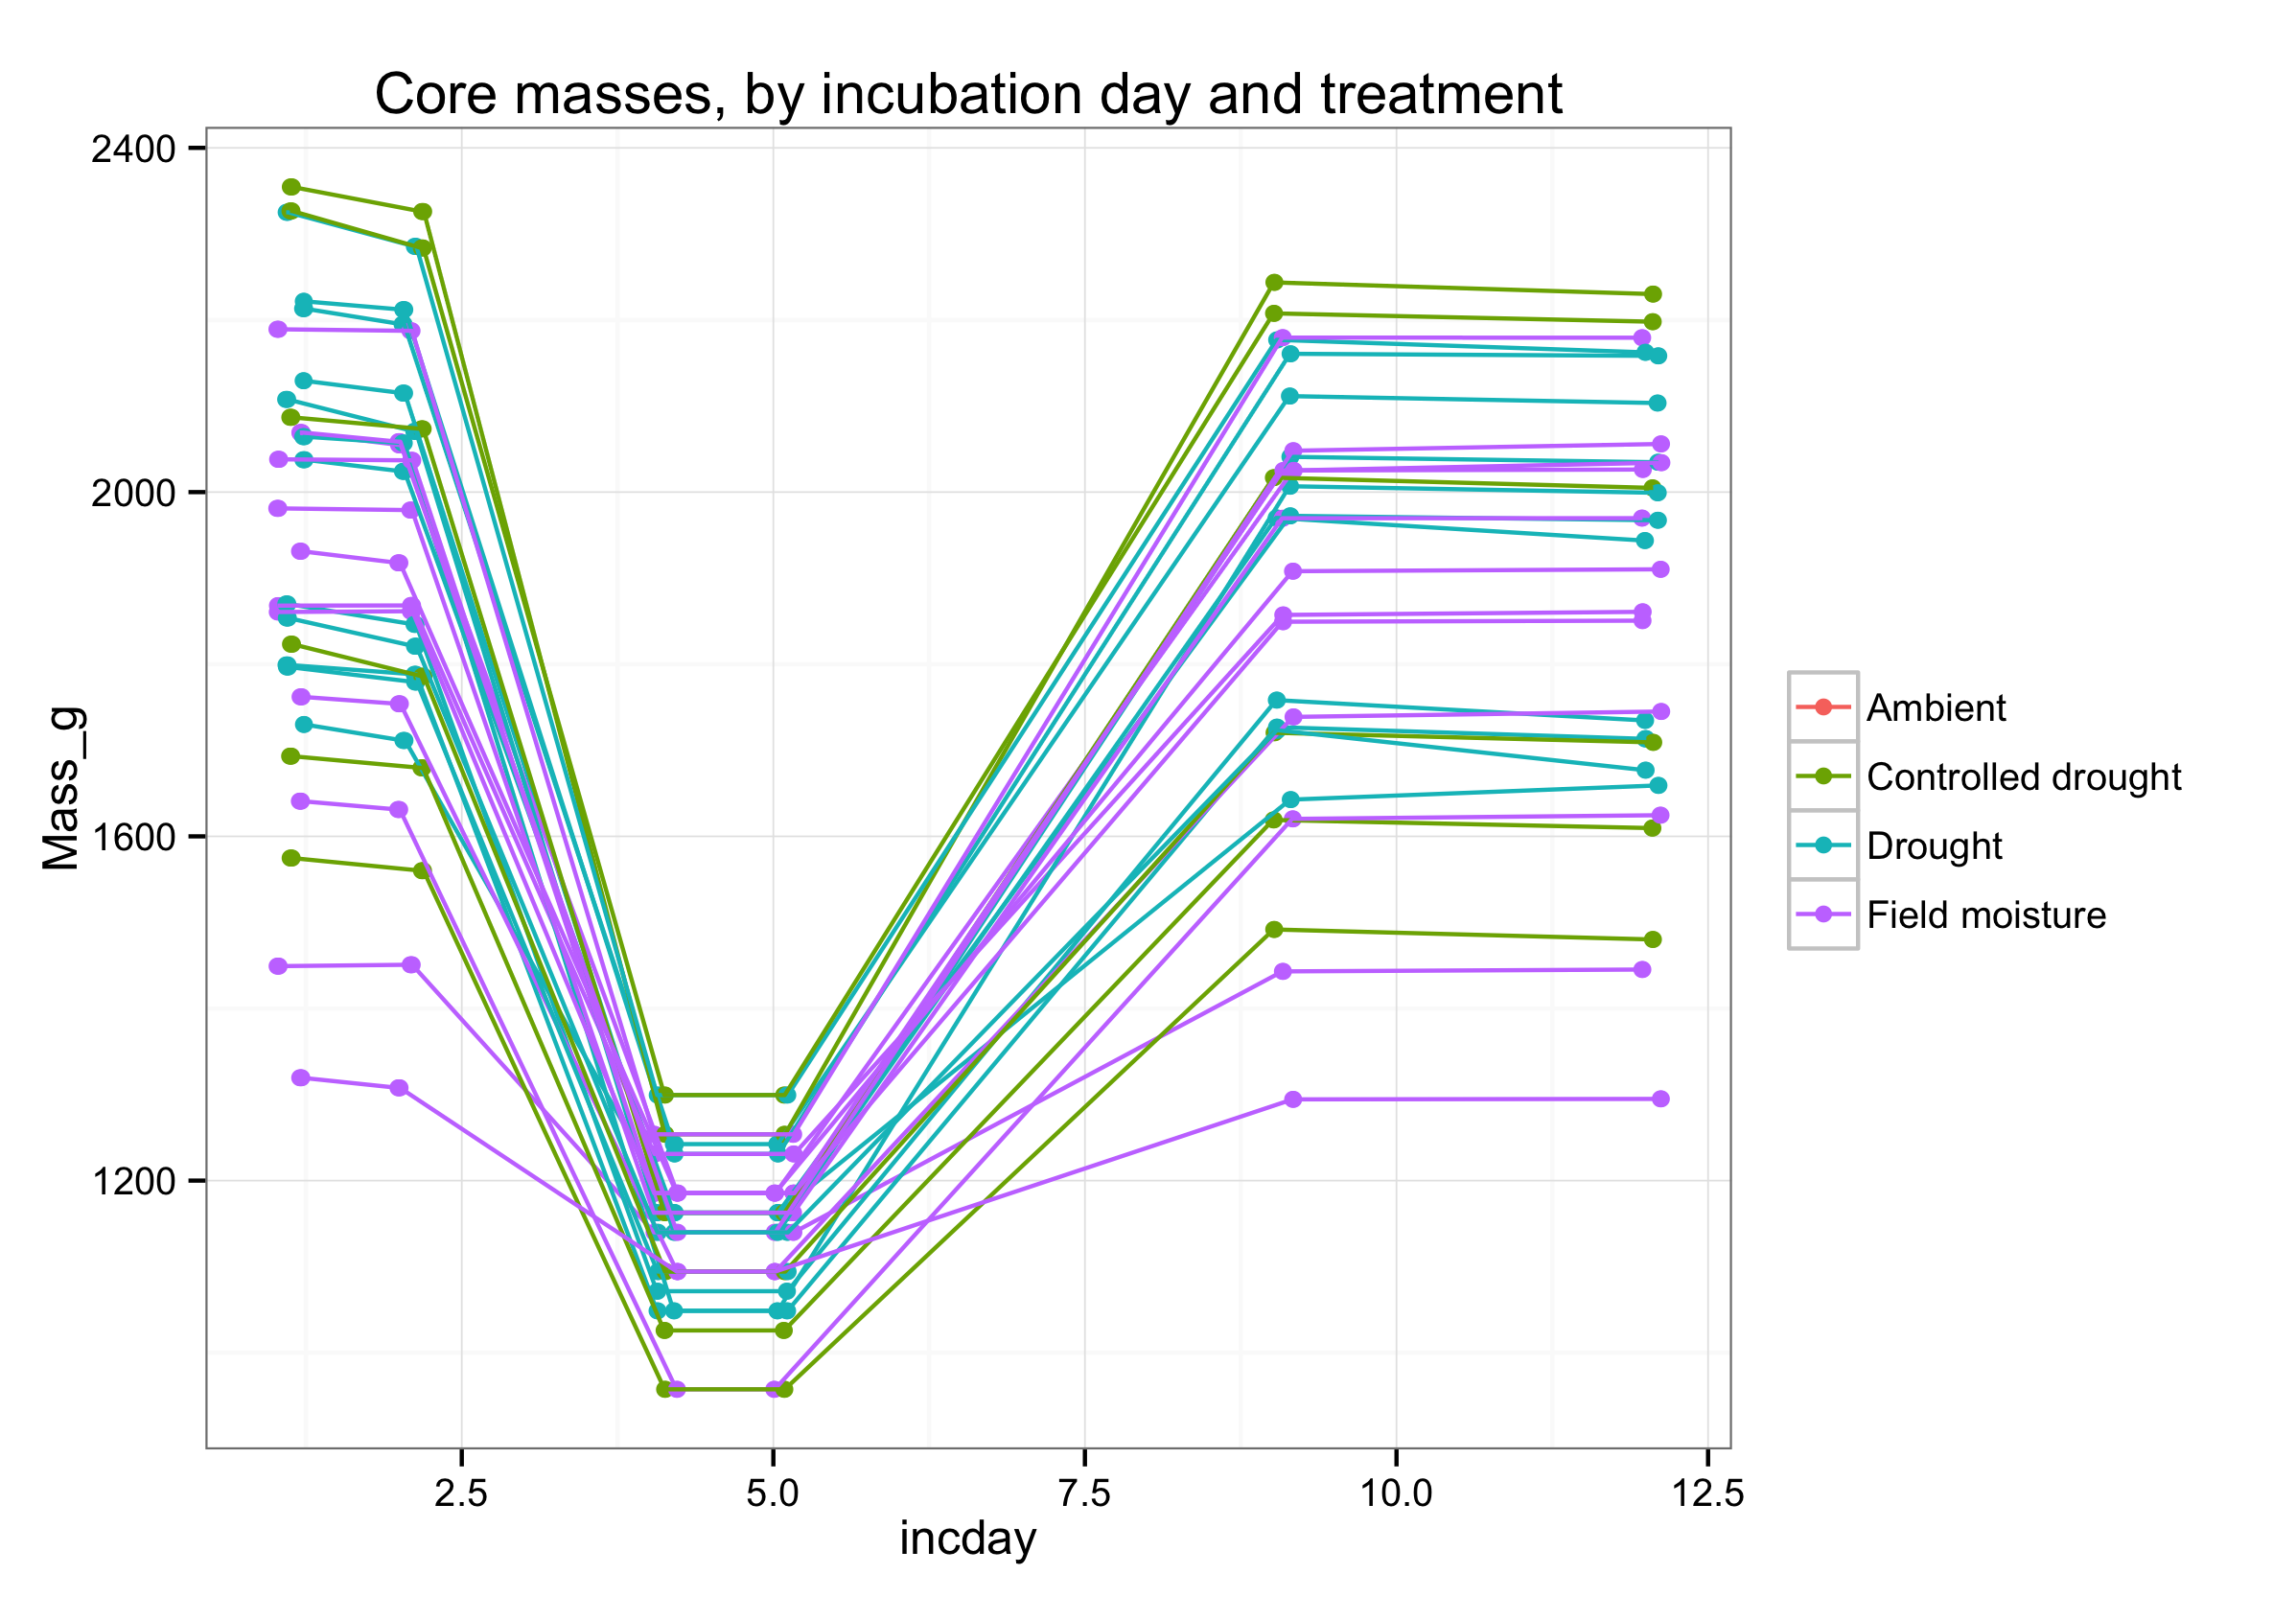 Core masses, by incubation day and treatment
2400
2000
1600
1200
Mass_g
2.5 5.0 7.5 10.0 12.5
incday
Ambient
Controlled drought
Drought
Field moisture